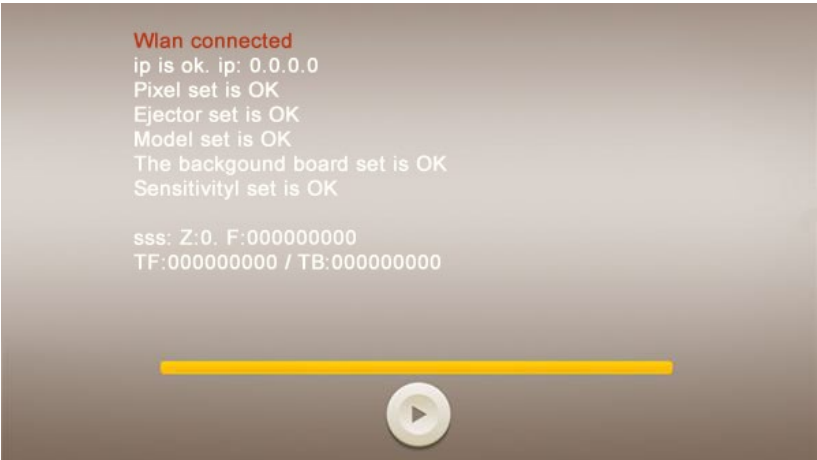 Wlan connected
ip is ok. ip: 0.0.0.0
Pixel set is OK
Ejector set is OK
Model set is OK
The backgound board set is OK
Sensitivityl set is OK
sss: Z:0. F:000000000
TF:000000000 / TB:000000000